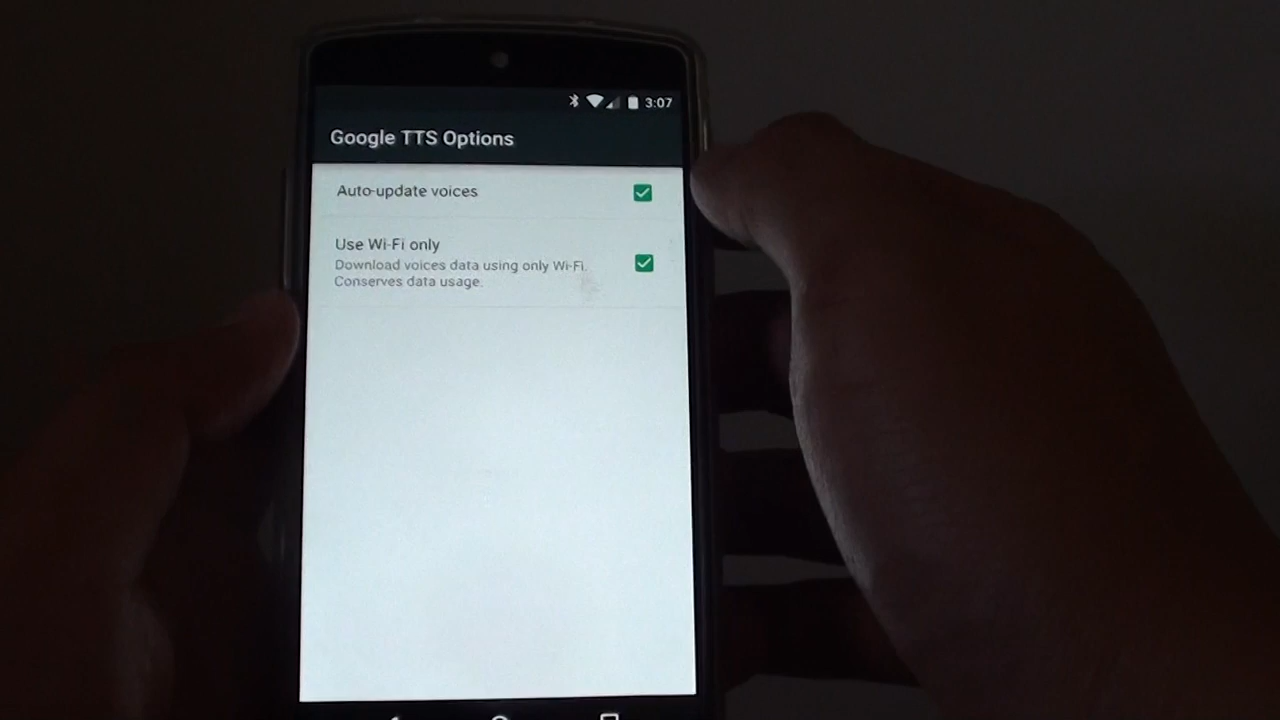 3:07
Google TTS Options
Auto-update voices
Use Wi-Fi only
Download voices data using only Wi-Fi.
Conserves data usage.